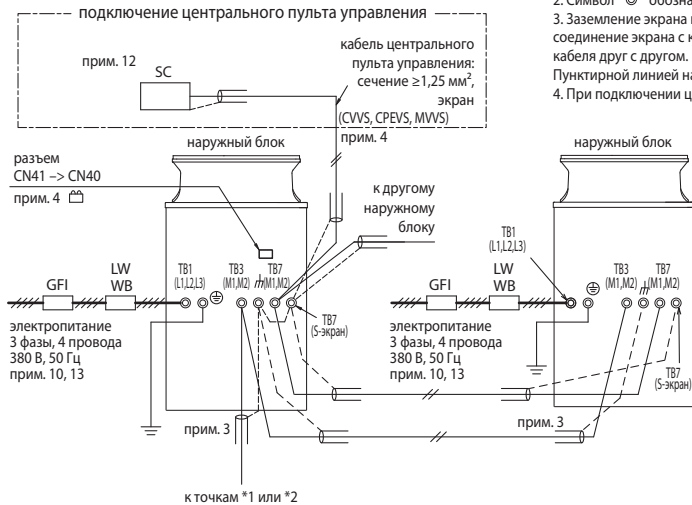 подключение центрального пульта управления
прим. 12
SC
кабель центрального
пульта управления:
сечение ≥1,25 мм²,
экран
(CVVS, CPEVS, MVVS)
прим. 4
3. Заземление экрана
соединение экрана с
кабеля друг с другом.
Пунктирной линией
4. При подключении
разъем
CN41 –> CN40
прим. 4
наружный блок
к другому
наружному
блоку
наружный блок
GFI
LW
WB
TB1
(L1,L2,L3)
TB3
(M1,M2)
TB7
(M1,M2)
TB7
(S-экран)
электропитание
3 фазы, 4 провода
380 В, 50 Гц
прим. 10, 13
TB1
(L1,L2,L3)
GFI
LW
WB
TB3
(M1,M2)
TB7
(M1,M2)
TB7
(S-экран)
электропитание
3 фазы, 4 провода
380 В, 50 Гц
прим. 10, 13
прим. 3
прим. 3
к точкам *1 или *2